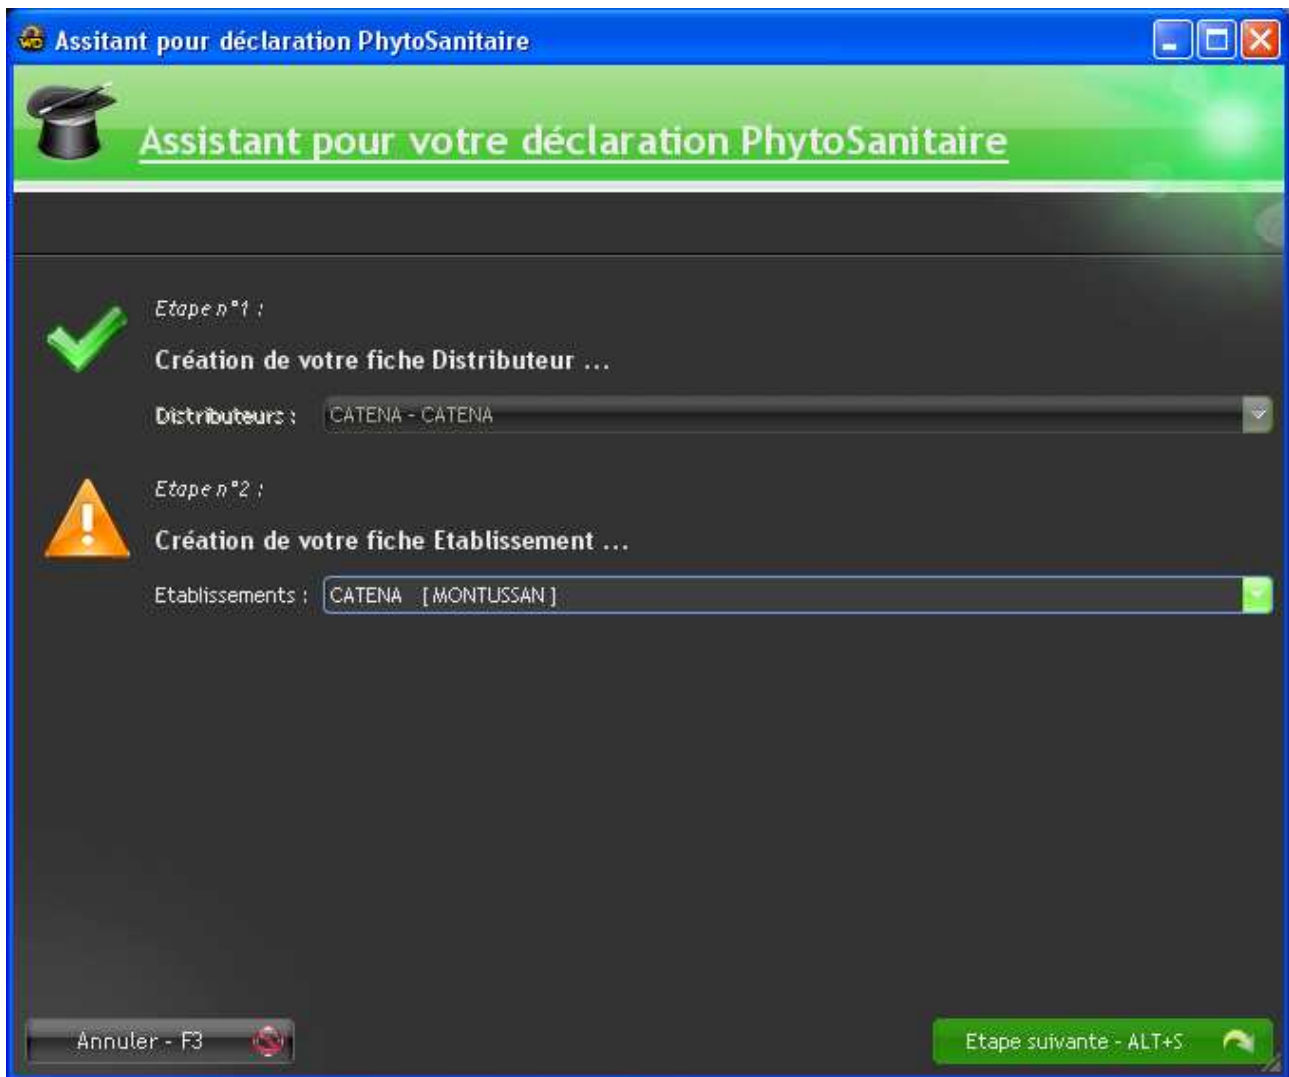 Assitant pour déclaration PhytoSanitaire
Assistant pour votre déclaration PhytoSanitaire
Etape n°1 :
Création de votre fiche Distributeur ...
Distributeurs : CATENA - CATENA
Etape n°2 :
Création de votre fiche Etablissement ...
Etablissements : CATENA [ MONTUSSAN ]
Annuler - F3 Etape suivante - ALT+S